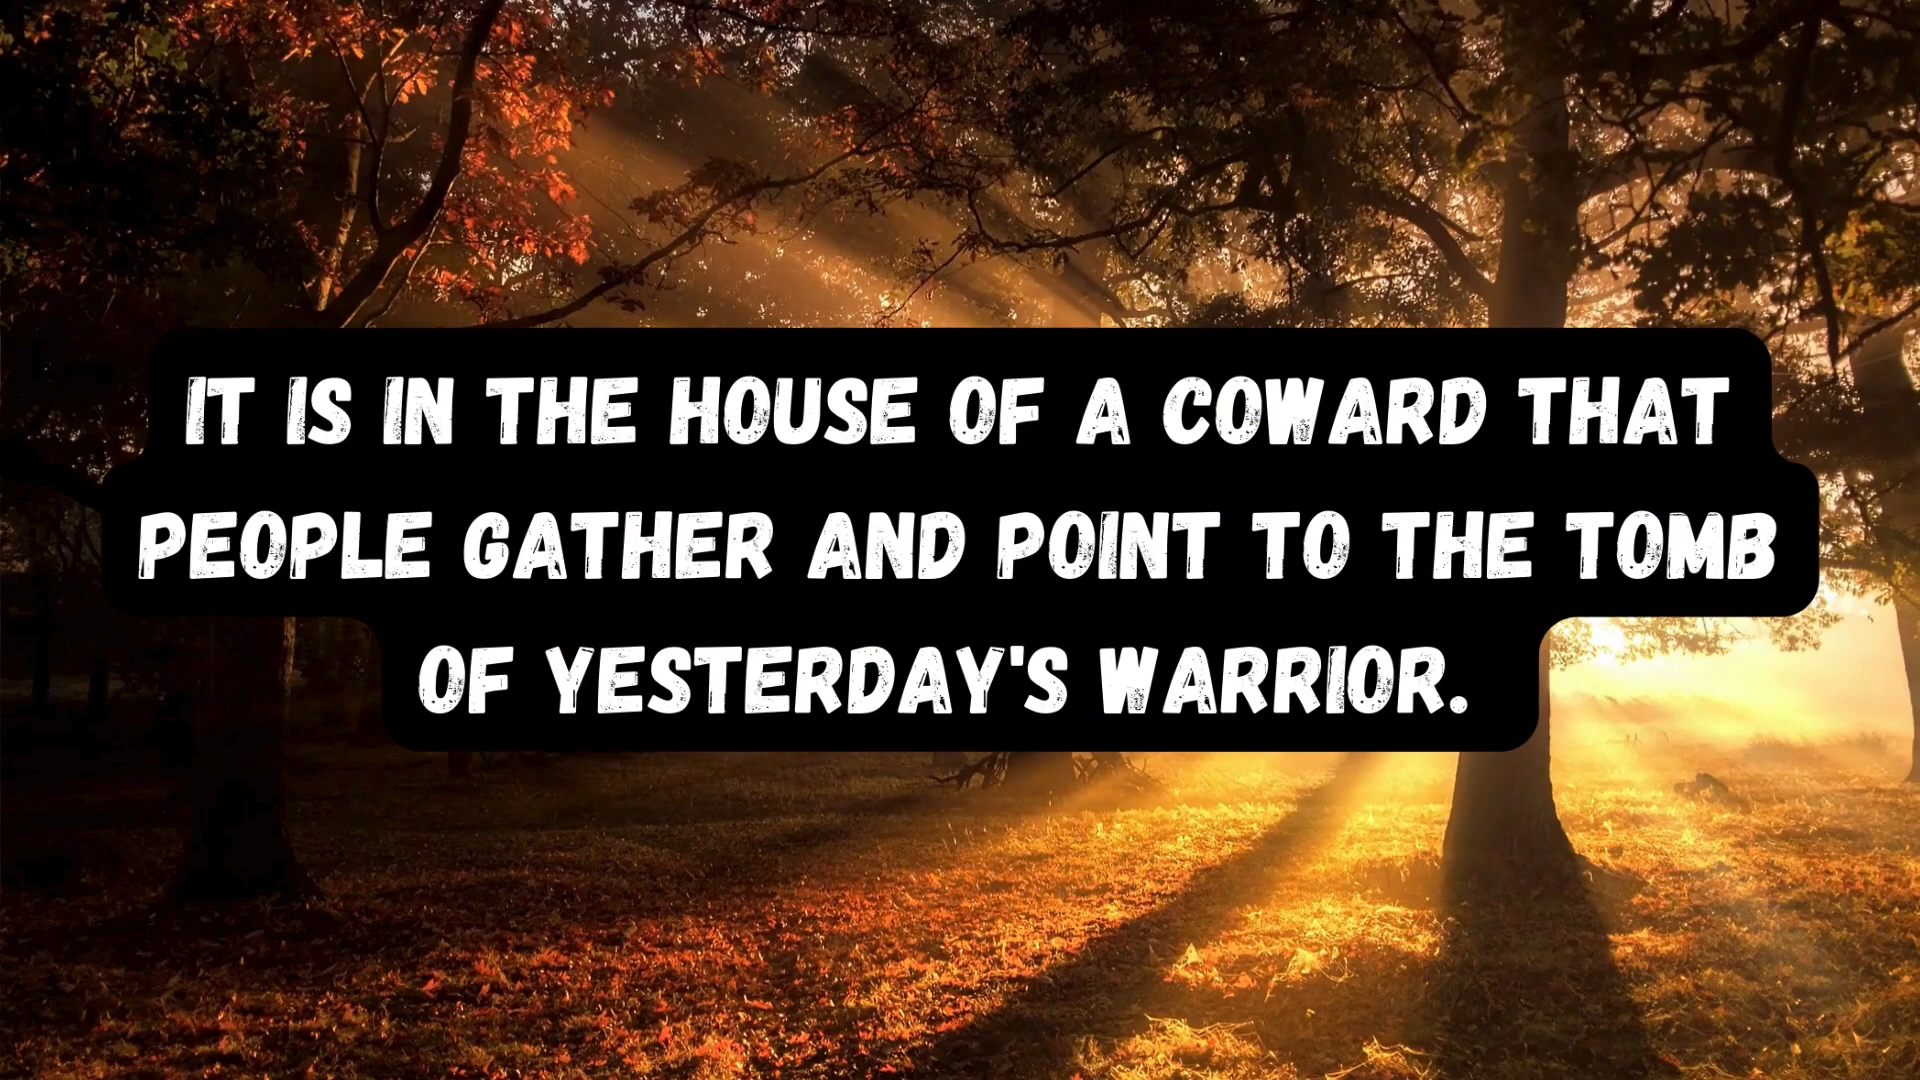 IT IS IN THE HOUSE OF A COWARD THAT
PEOPLE GATHER AND POINT TO THE TOMB
OF YESTERDAY'S WARRIOR.